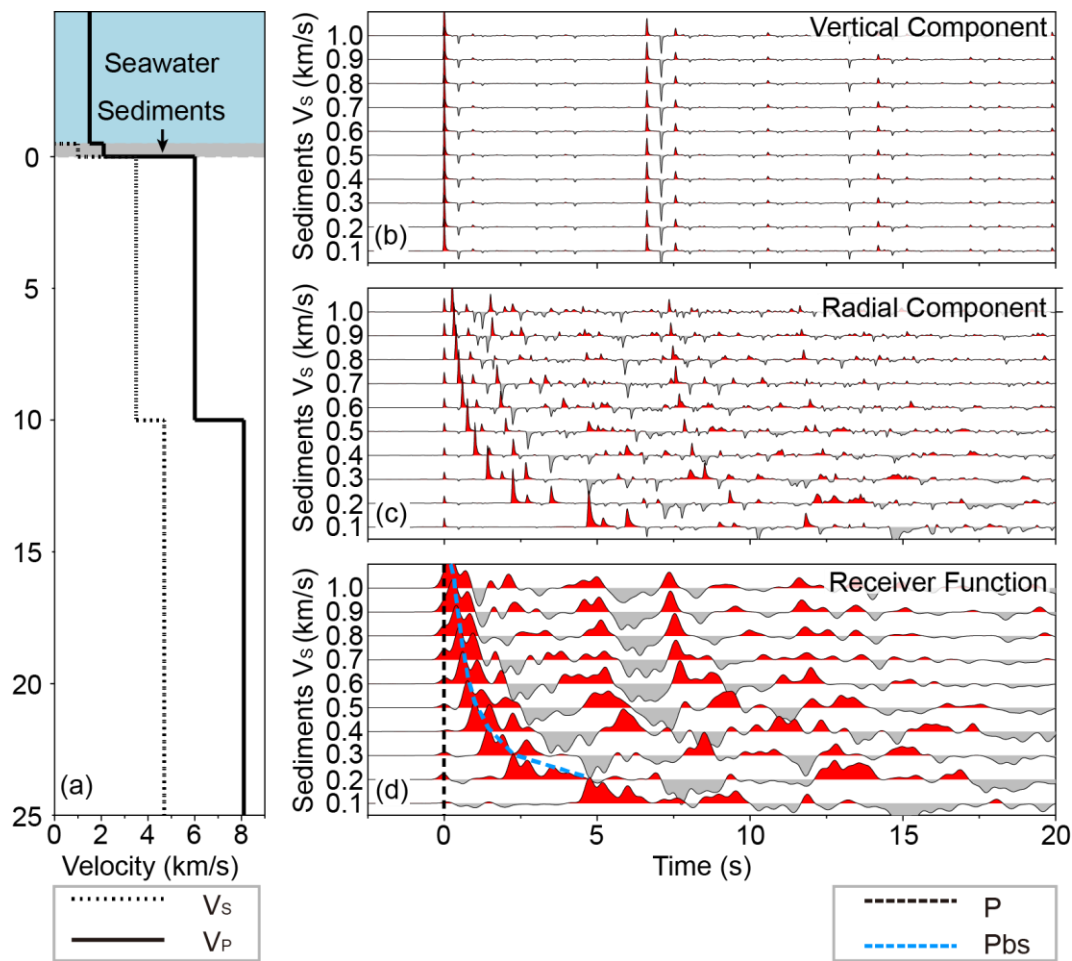 Seawater
Sediments
0
5
10
15
20
25
(a)
0 2 4 6 8
Velocity (km/s)
Vs
VP
Vertical Component
Sediments Vs (km/s)
1.0
0.9
0.8
0.7
0.6
0.5
0.4
0.3
0.2
0.1
(b)
Radial Component
Sediments Vs (km/s)
1.0
0.9
0.8
0.7
0.6
0.5
0.4
0.3
0.2
0.1
(c)
Receiver Function
Sediments Vs (km/s)
1.0
0.9
0.8
0.7
0.6
0.5
0.4
0.3
0.2
0.1
(d)
0 5 10 15 20
Time (s)
P
Pbs